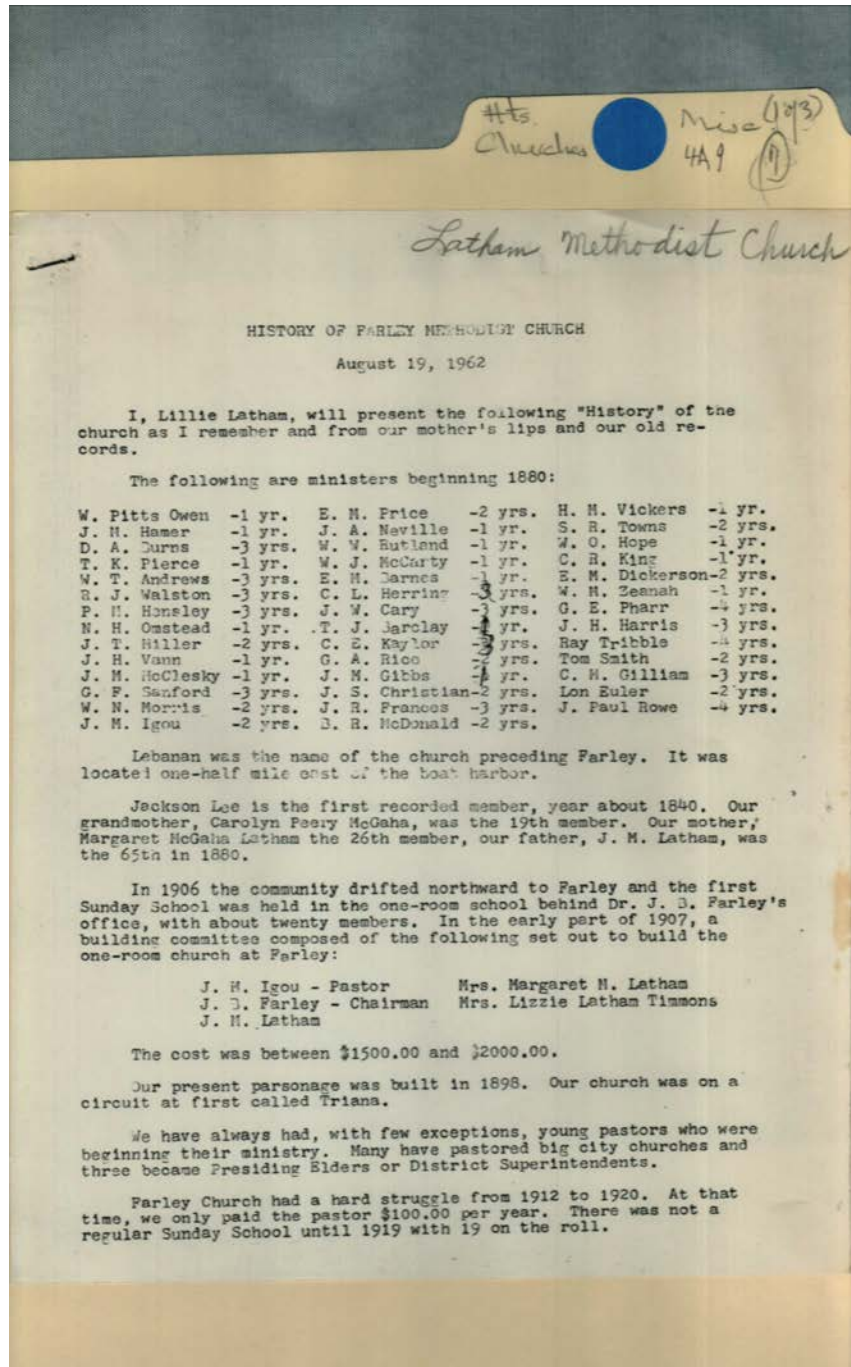 Hts.
Churches
Misc (1 of 3)
4A9
Latham Methodist Church
HISTORY OF FARLEY METHODIST CHURCH
August 19, 1962
I, Lillie Latham, will present the following "History" of the
church as I remember and from our mother's lips and our old re-
cords.
The following are ministers beginning 1880:
W. Pitts Owen -1 yr. E. M. Price -2 yrs. H. M. Vickers -1 yr.
J. M. Hamer -1 yr. J. A. Neville -1 yr. S. R. Towns -2 yrs.
D. A. Burns -3 yrs. W. W. Rutland -1 yr. W. O. Hope -1 yr.
T. K. Pierce -1 yr. W. J. McCarty -1 yr. C. R. King -1 yr.
W. T. Andrews -3 yrs. E. M. Barnes -1 yr. E. M. Dickerson-2 yrs.
R. J. Walston -3 yrs. C. L. Herring -3 yrs. W. M. Zeanah -1 yr.
P. M. Hensley -3 yrs. J. W. Cary -3 yrs. G. E. Pharr -4 yrs.
N. H. Omstead -1 yr. T. J. Barclay yr. J. H. Harris -3 yrs.
J. T. Hiller -2 yrs. C. E. Kaylor -3 yrs. Ray Tribble -4 yrs.
J. H. Vann -1 yr. G. A. Rice -2 yrs. Tom Smith -2 yrs.
J. M. McClesky -1 yr. J. M. Gibbs yr. C. M. Gilliam -3 yrs.
G. F. Sanford -3 yrs. J. S. Christian-2 yrs. Lon Euler -2 yrs.
W. N. Morris -2 yrs. J. R. Frances -3 yrs. J. Paul Rowe -4 yrs.
J. M. Igou -2 yrs. B. R. McDonald -2 yrs.
Lebanan was the name of the church preceding Farley. It was
located one-half mile east of the boat harbor.
Jackson Lee is the first recorded member, year about 1840. Our
grandmother, Carolyn Peery McGaha, was the 19th member. Our mother,
Margaret McGaha Latham the 26th member, our father, J. M. Latham, was
the 65th in 1880.
In 1906 the community drifted northward to Farley and the first
Sunday School was held in the one-room school behind Dr. J. B. Farley's
office, with about twenty members. In the early part of 1907, a
building committee composed of the following set out to build the
one-room church at Farley:
J. M. Igou - Pastor Mrs. Margaret M. Latham
J. B. Farley - Chairman Mrs. Lizzie Latham Timmons
J. M. Latham
The cost was between $1500.00 and $2000.00.
Our present parsonage was built in 1898. Our church was on a
circuit at first called Triana.
We have always had, with few exceptions, young pastors who were
beginning their ministry. Many have pastored big city churches and
three became Presiding Elders or District Superintendents.
Farley Church had a hard struggle from 1912 to 1920. At that
time, we only paid the pastor $100.00 per year. There was not a
regular Sunday School until 1919 with 19 on the roll.